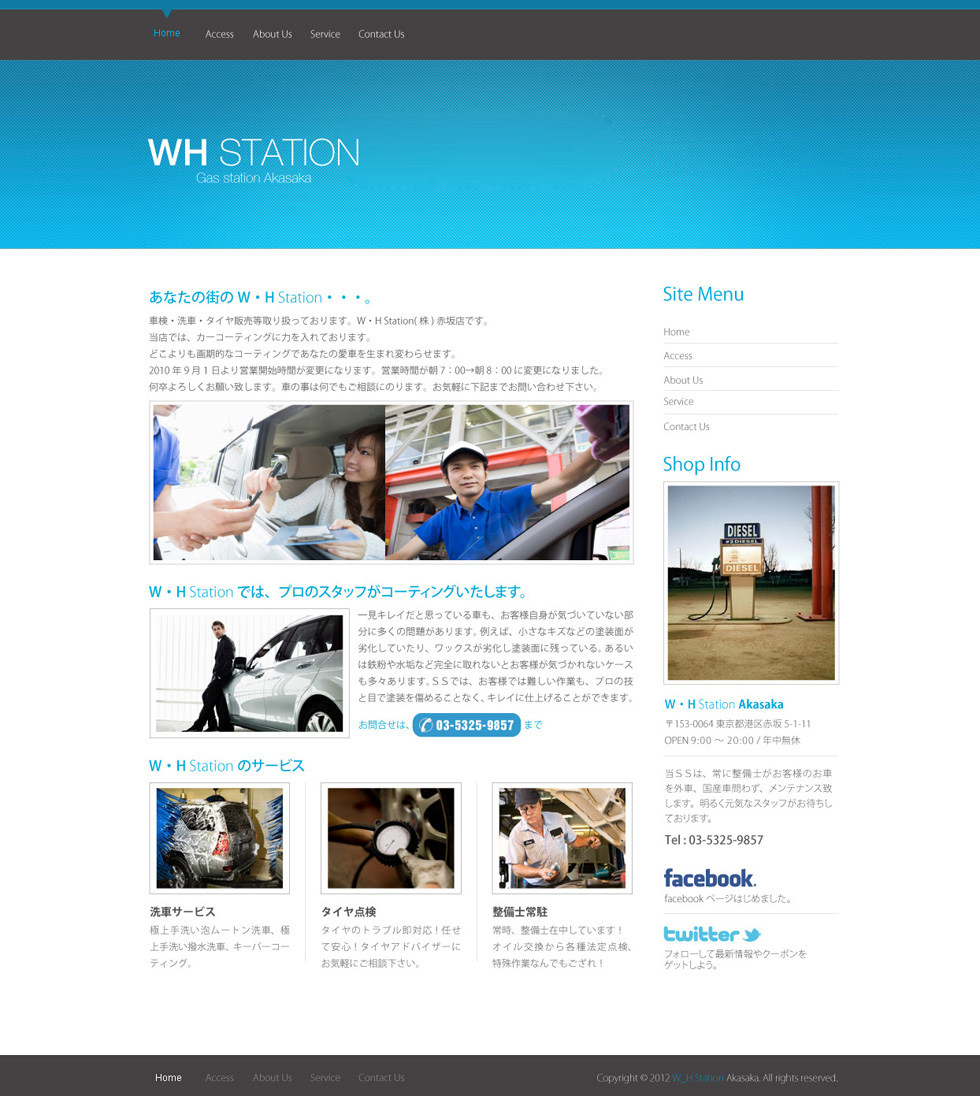 Home Access About Us Service Contact Us
WH STATION
Gas station Akasaka
あなたの街の W・H Station・・・。
車検・洗車・タイヤ販売等取り扱っております。W・H Station( 株 ) 赤坂店です。
当店では、カーコーティングに力を入れております。
どこよりも画期的なコーティングであなたの愛車を生まれ変わらせます。
2010 年 9 月 1 日より営業開始時間が変更になります。営業時間が朝 7：00→朝 8：00 に変更になりました。
何卒よろしくお願い致します。車の事は何でもご相談にのります。お気軽に下記までお問い合わせ下さい。
W・H Station では、プロのスタッフがコーティングいたします。
一見キレイだと思っている車も、お客様自身が気づいていない部
分に多くの問題があります。例えば、小さなキズなどの塗装面が
劣化していたり、ワックスが劣化し塗装面に残っている。あるい
は鉄粉や水垢など完全に取れないとお客様が気づかれないケース
も多々あります。ＳＳでは、お客様では難しい作業も、プロの技
と目で塗装を傷めることなく、キレイに仕上げることができます。
お問合せは、 03-5325-9857 まで
W・H Station のサービス
洗車サービス
極上手洗い泡ムートン洗車、極
上手洗い撥水洗車、キーパーコー
ティング。
タイヤ点検
タイヤのトラブル即対応！任せ
て安心！タイヤアドバイザーに
お気軽にご相談下さい。
整備士常駐
常時、整備士在中しています！
オイル交換から各種法定点検、
特殊作業なんでもござれ！
Site Menu
Home
Access
About Us
Service
Contact Us
Shop Info
DIESEL
#2 DIESEL
DIESEL
W・H Station Akasaka
〒153-0064 東京都港区赤坂 5-1-11
OPEN 9:00 〜 20:00 / 年中無休
当ＳＳは、常に整備士がお客様のお車
を外車、国産車問わず、メンテナンス致
します。明るく元気なスタッフがお待ちし
ております。
Tel : 03-5325-9857
facebook.
facebook ページはじめました。
twitter
フォローして最新情報やクーポンを
ゲットしよう。
Home Access About Us Service Contact Us
Copyright © 2012 W_H Station Akasaka. All rights reserved.